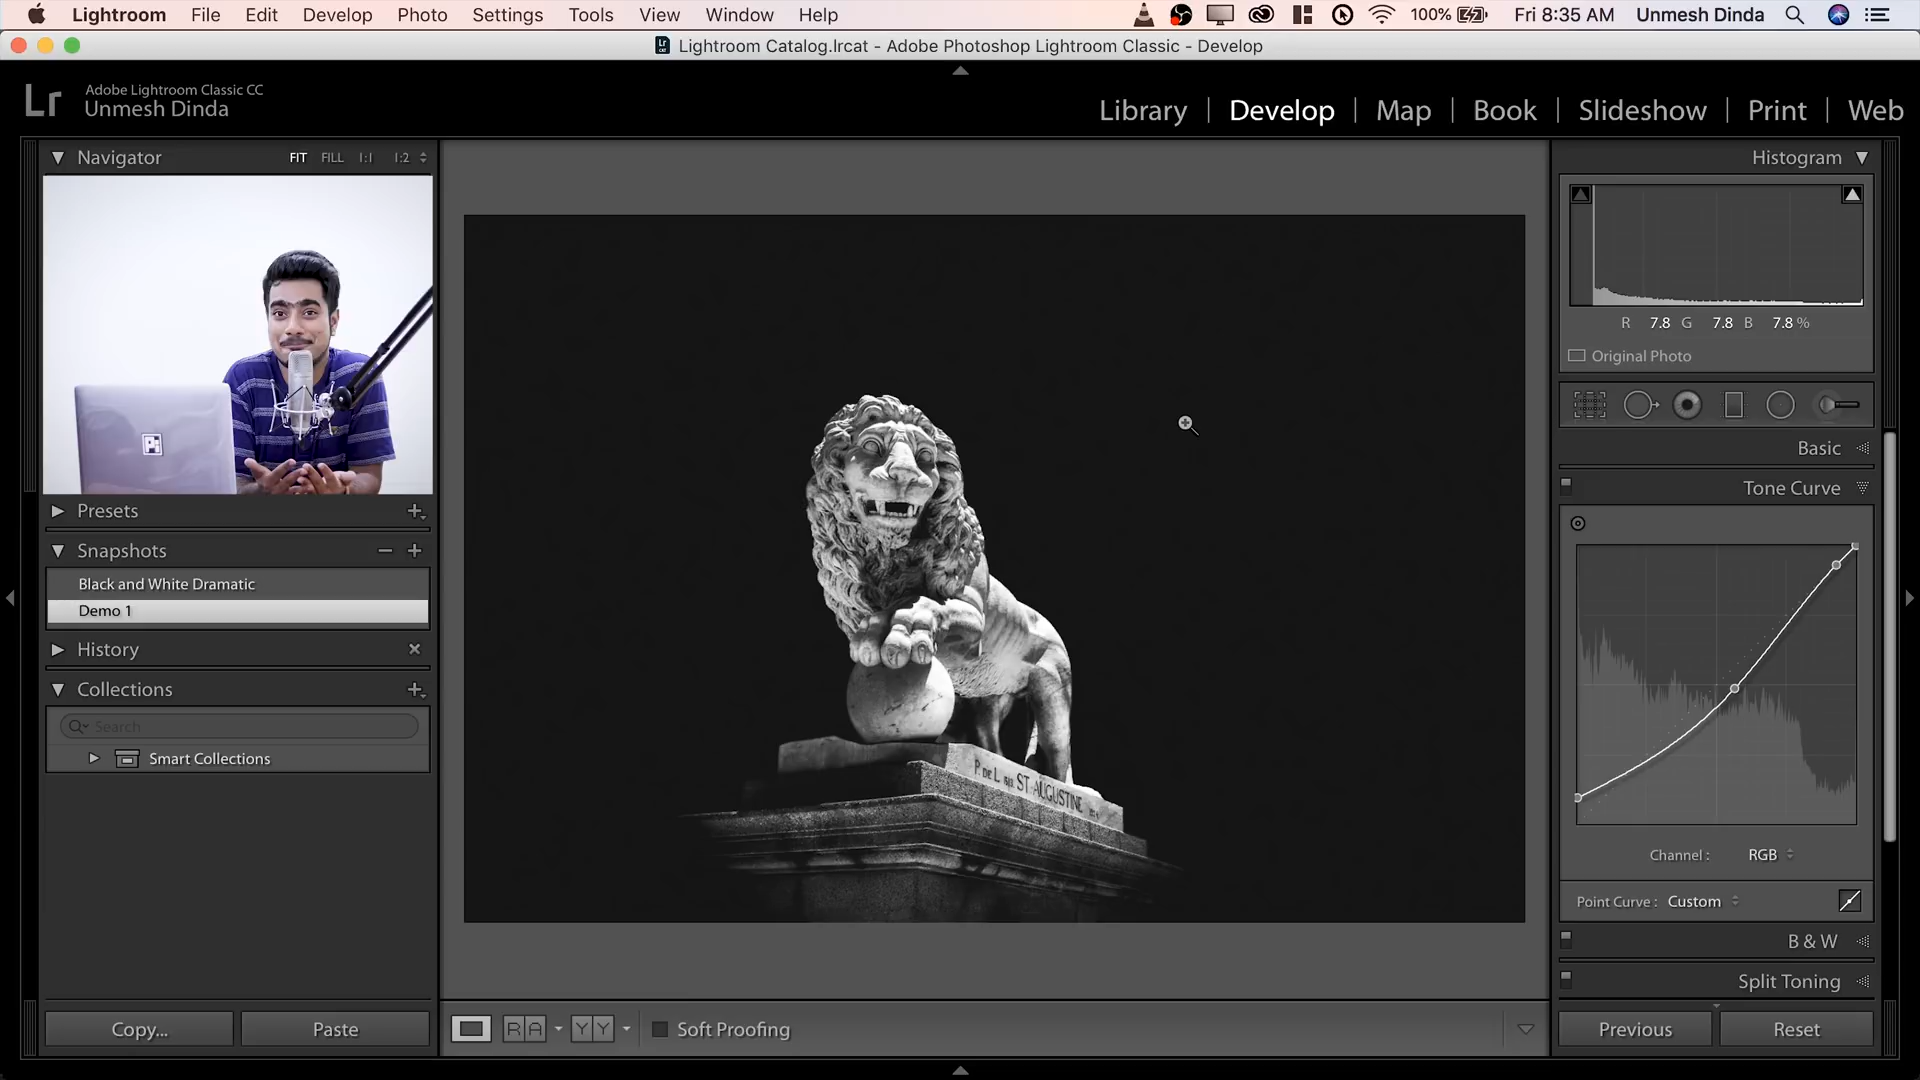 Lightroom File Edit Develop Photo Settings Tools View Window Help 100% Fri 8:35 AM Unmesh Dinda
Lightroom Catalog.lrcat - Adobe Photoshop Lightroom Classic - Develop
Lr
Adobe Lightroom Classic CC
Unmesh Dinda
Library | Develop | Map | Book | Slideshow | Print | Web
Navigator FIT FILL 1:1 1:2
Presets
Snapshots
Black and White Dramatic
Demo 1
History
Collections
Search
Smart Collections
Copy... Paste
P. DE L. ST. AUGUSTINE
R A Y Y Soft Proofing
Histogram
R 7.8 G 7.8 B 7.8 %
Original Photo
Basic
Tone Curve
Channel : RGB
Point Curve : Custom
B & W
Split Toning
Previous Reset